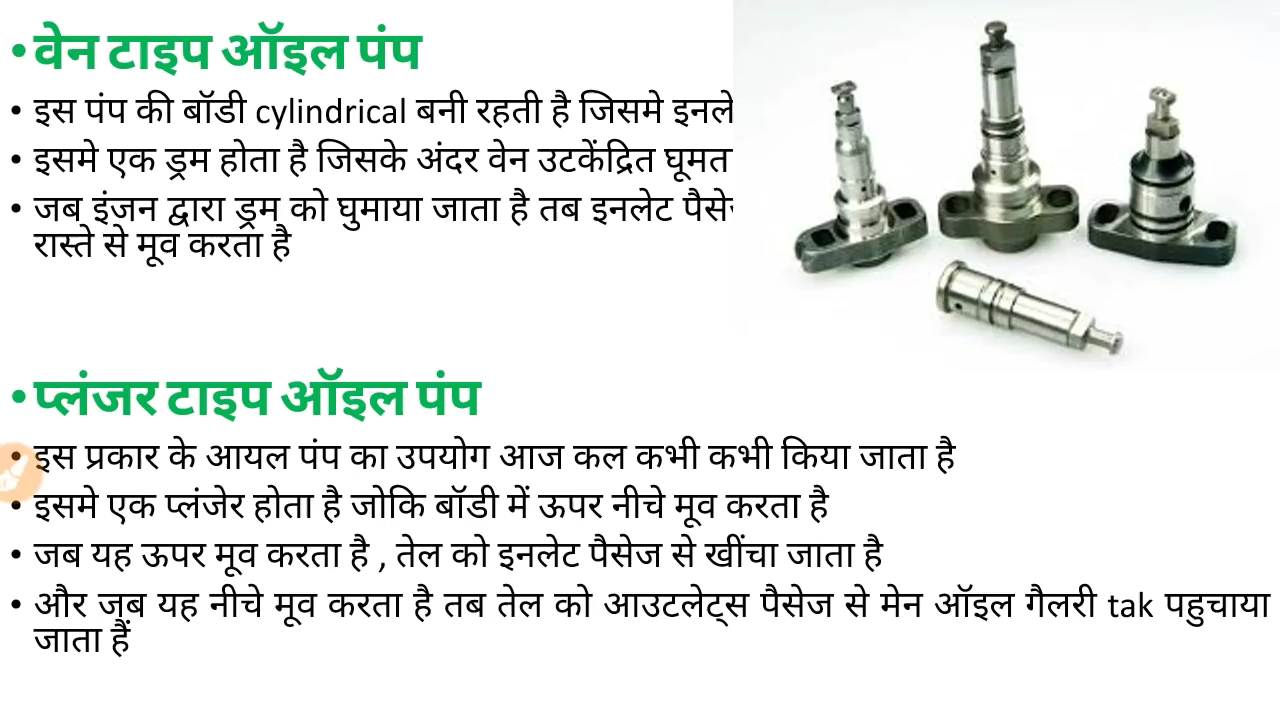 • वेन टाइप ऑइल पंप
• इस पंप की बॉडी cylindrical बनी रहती है जिसमे इनले
• इसमे एक ड्रम होता है जिसके अंदर वेन उटकेंद्रित घूमत
• जब इंजन द्वारा ड्रम को घुमाया जाता है तब इनलेट
रास्ते से मूव करता है
• प्लंजर टाइप ऑइल पंप
• इस प्रकार के आयल पंप का उपयोग आज कल कभी कभी किया जाता है
• इसमे एक प्लंजेर होता है जोकि बॉडी में ऊपर नीचे मूव करता है
• जब यह ऊपर मूव करता है , तेल को इनलेट पैसेज से खींचा जाता है
• और जब यह नीचे मूव करता है तब तेल को आउटलेट्स पैसेज से मेन ऑइल गैलरी tak पहुचाया
जाता हैं